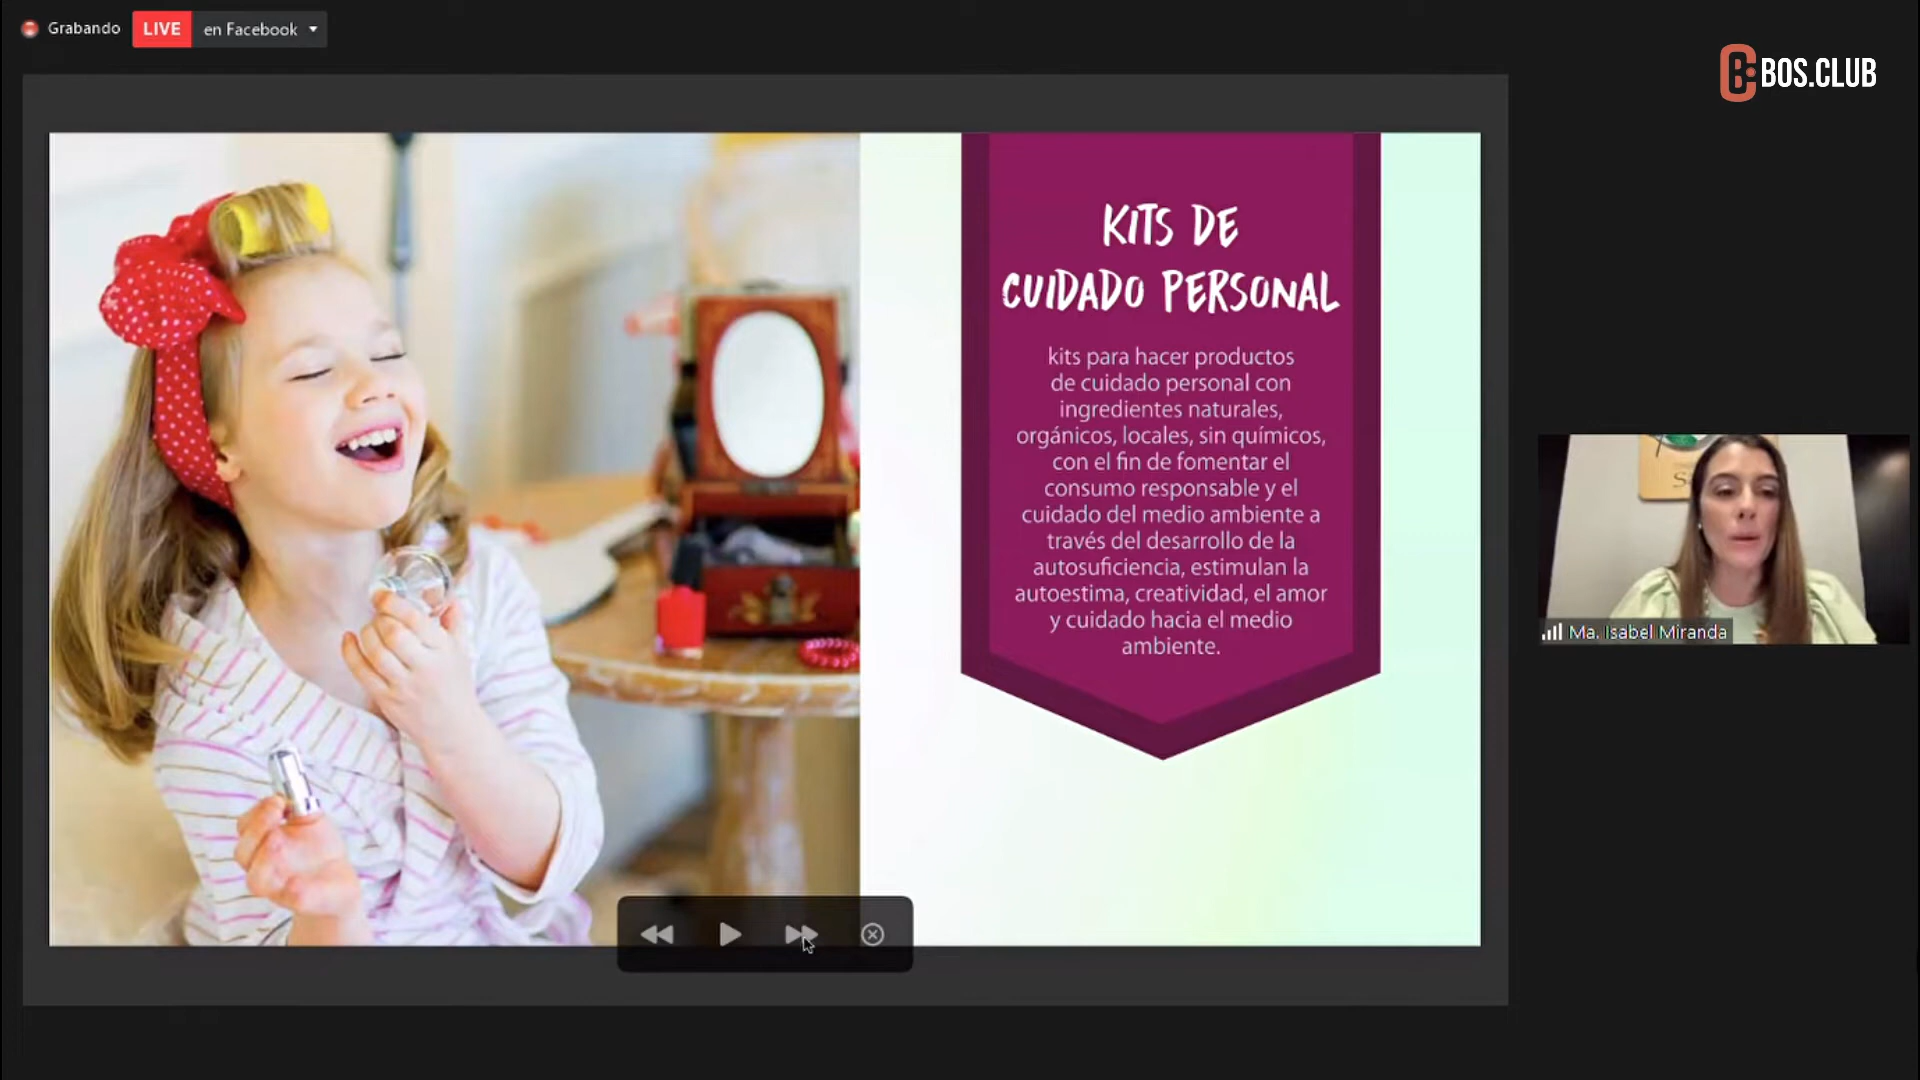 Grabando
LIVE en Facebook
BOS.CLUB
KITS DE
CUIDADO PERSONAL
kits para hacer productos
de cuidado personal con
ingredientes naturales,
orgánicos, locales, sin químicos,
con el fin de fomentar el
consumo responsable y el
cuidado del medio ambiente a
través del desarrollo de la
autosuficiencia, estimulan la
autoestima, creatividad, el amor
y cuidado hacia el medio
ambiente.
Ma. Isabel Miranda